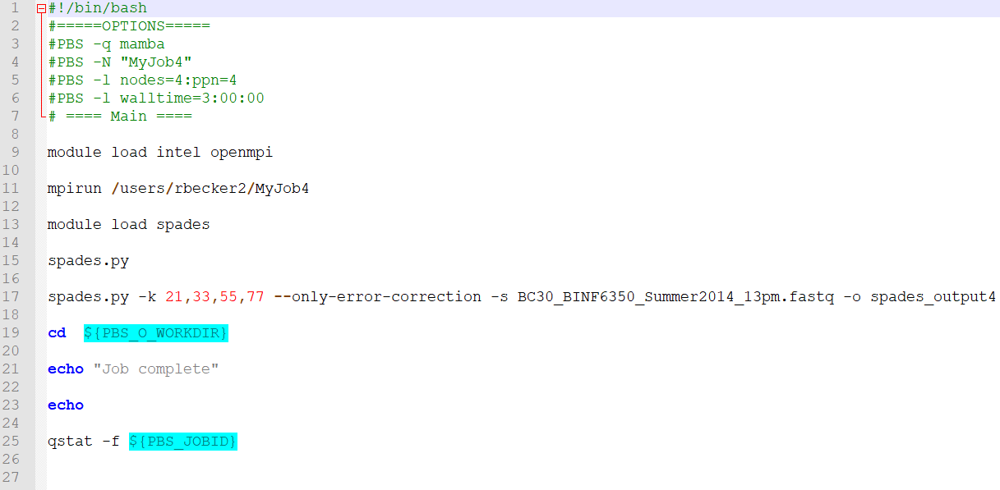 1 #!/bin/bash
2 #=====OPTIONS=====
3 #PBS -q mamba
4 #PBS -N "MyJob4"
5 #PBS -l nodes=4:ppn=4
6 #PBS -l walltime=3:00:00
7 # ==== Main ====
8
9 module load intel openmpi
10
11 mpirun /users/rbecker2/MyJob4
12
13 module load spades
14
15 spades.py
16
17 spades.py -k 21,33,55,77 --only-error-correction -s BC30_BINF6350_Summer2014_13pm.fastq -o spades_output4
18
19 cd  ${PBS_O_WORKDIR}
20
21 echo "Job complete"
22
23 echo
24
25 qstat -f ${PBS_JOBID}
26
27